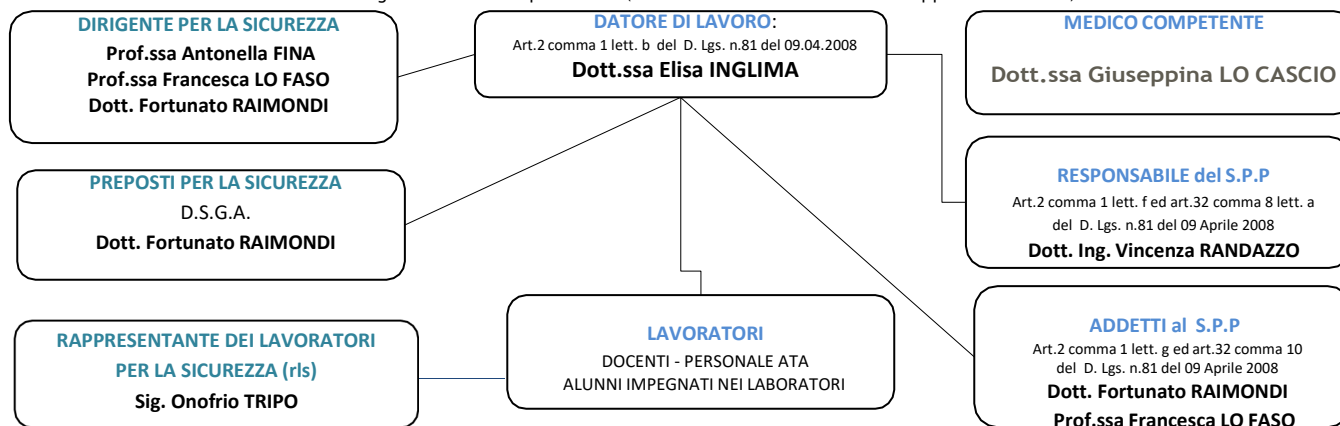 DIRIGENTE PER LA SICUREZZA
Prof.ssa Antonella FINA
Prof.ssa Francesca LO FASO
Dott. Fortunato RAIMONDI
DATORE DI LAVORO:
Art.2 comma 1 lett. b del D. Lgs. n.81 del 09.04.2008
Dott.ssa Elisa INGLIMA
MEDICO COMPETENTE
Dott.ssa Giuseppina LO CASCIO
PREPOSTI PER LA SICUREZZA
D.S.G.A.
Dott. Fortunato RAIMONDI
RESPONSABILE del S.P.P
Art.2 comma 1 lett. f ed art.32 comma 8 lett. a
del D. Lgs. n.81 del 09 Aprile 2008
Dott. Ing. Vincenza RANDAZZO
RAPPRESENTANTE DEI LAVORATORI
PER LA SICUREZZA (rls)
Sig. Onofrio TRIPO
LAVORATORI
DOCENTI - PERSONALE ATA
ALUNNI IMPEGNATI NEI LABORATORI
ADDETTI al S.P.P
Art.2 comma 1 lett. g ed art.32 comma 10
del D. Lgs. n.81 del 09 Aprile 2008
Dott. Fortunato RAIMONDI
Prof.ssa Francesca LO FASO